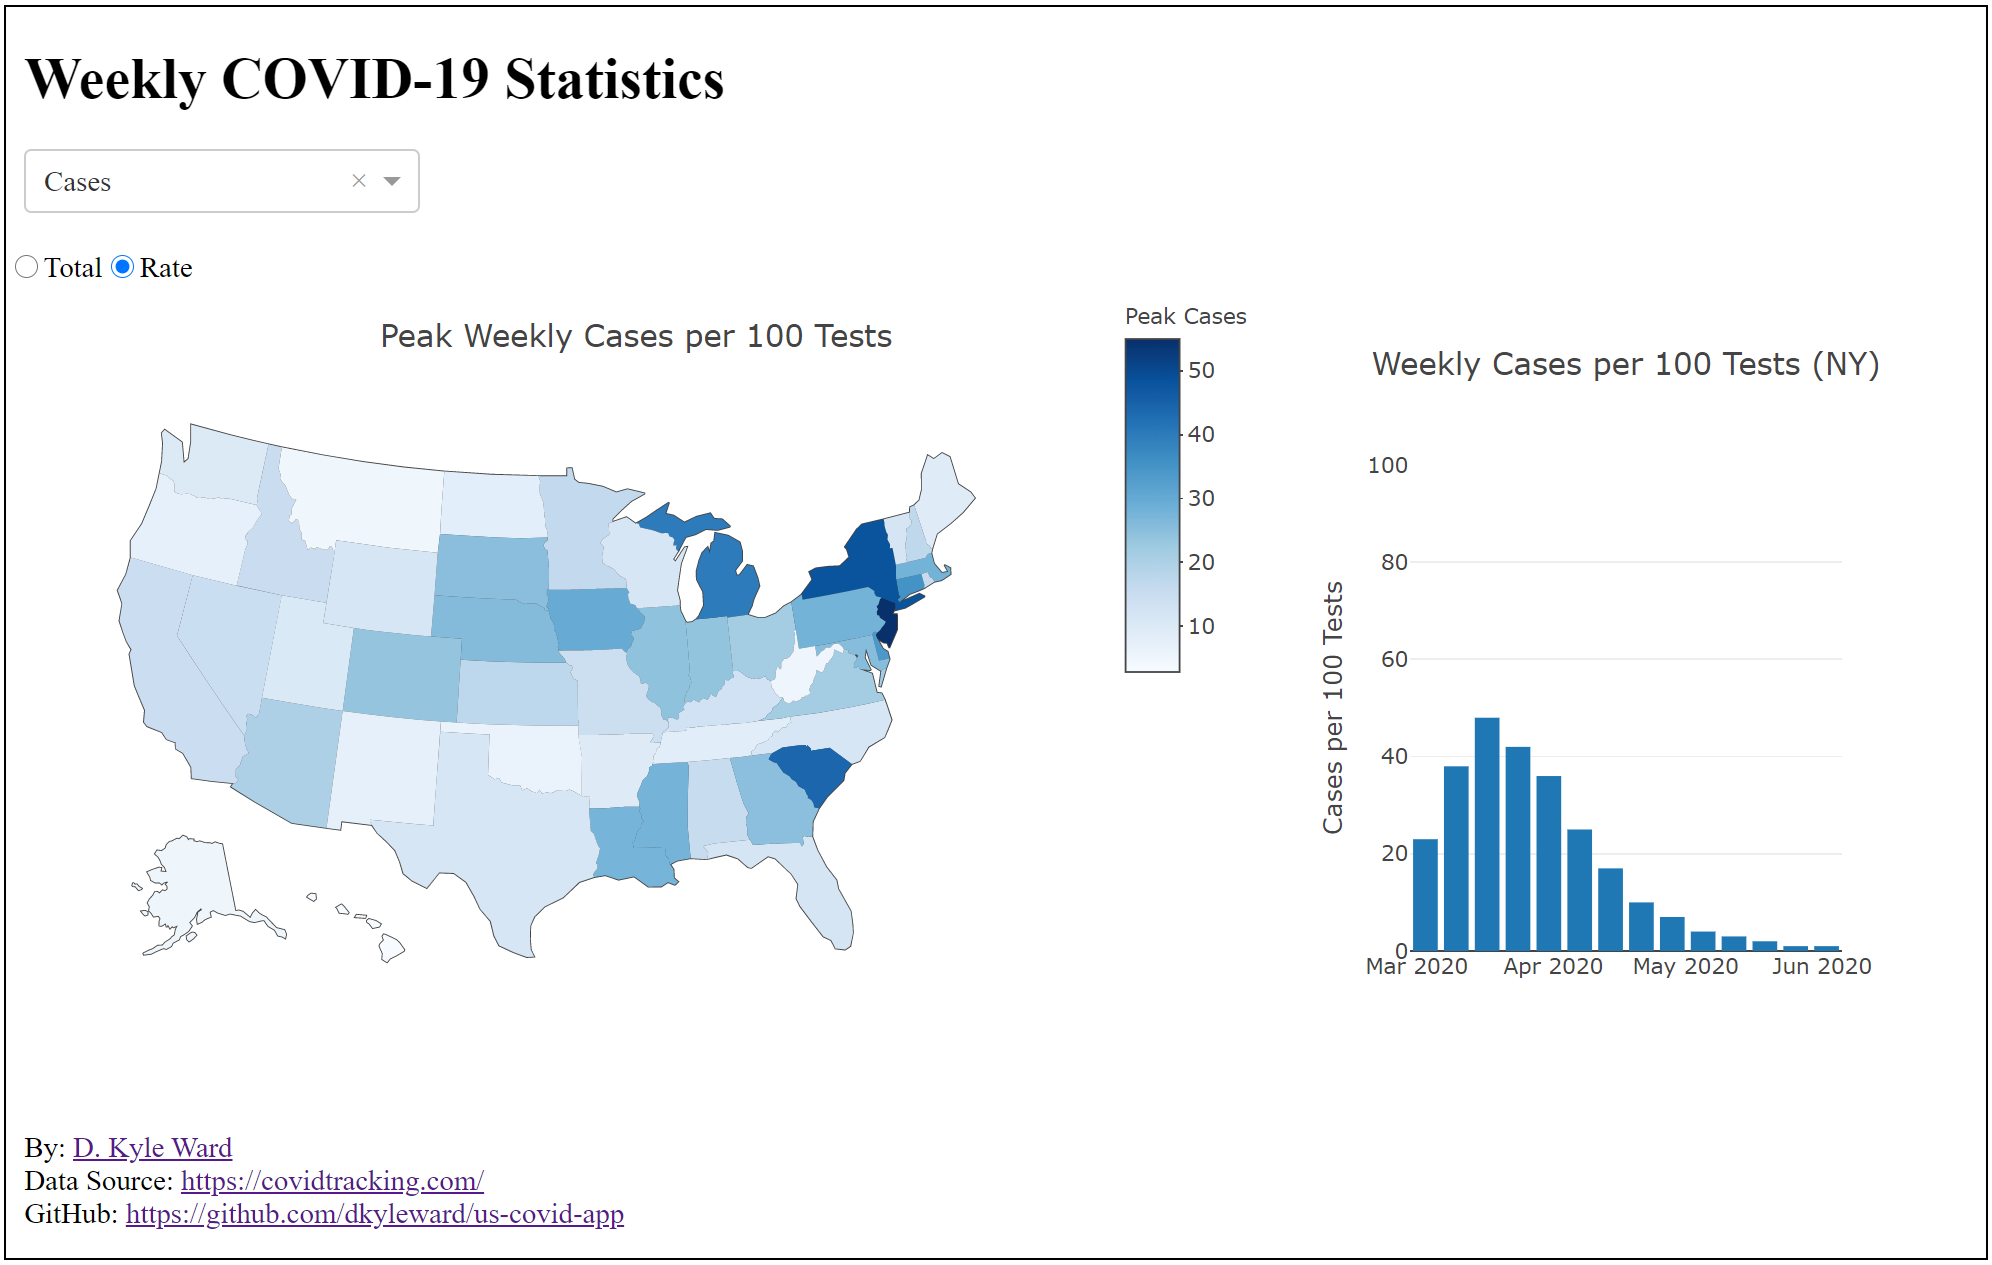 Weekly COVID-19 Statistics
Cases × 
Total Rate
Peak Weekly Cases per 100 Tests
Peak Cases
50
40
30
20
10
Weekly Cases per 100 Tests (NY)
Cases per 100 Tests
100
80
60
40
20
0
Mar 2020 Apr 2020 May 2020 Jun 2020
By: D. Kyle Ward
Data Source: https://covidtracking.com/
GitHub: https://github.com/dkyleward/us-covid-app